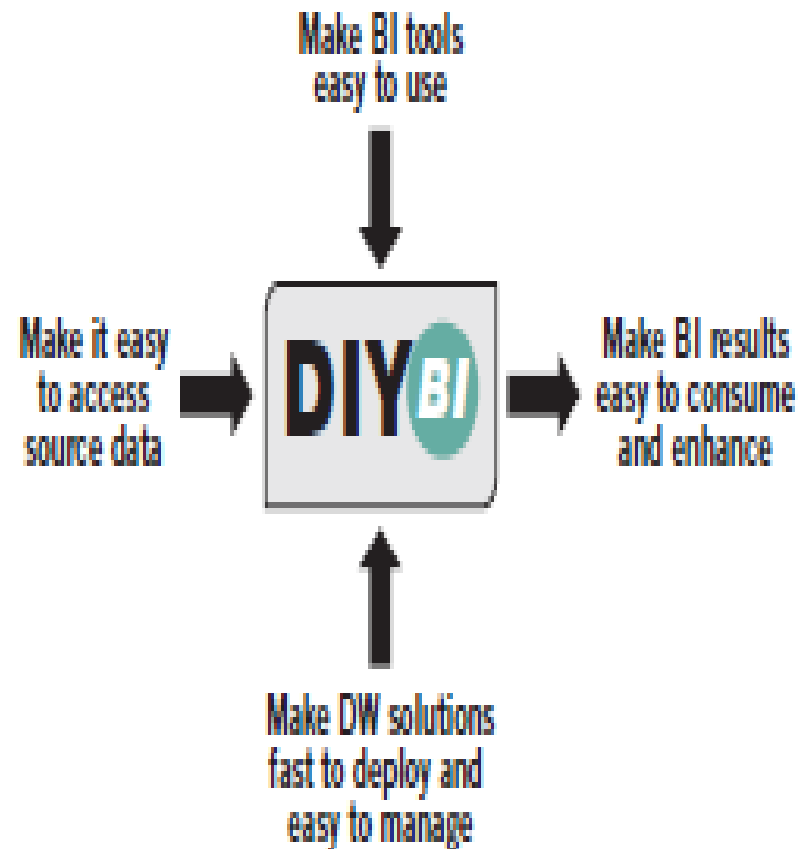 Make BI tools
easy to use
Make it easy
to access
source data
DIY BI
Make BI results
easy to consume
and enhance
Make DW solutions
fast to deploy and
easy to manage